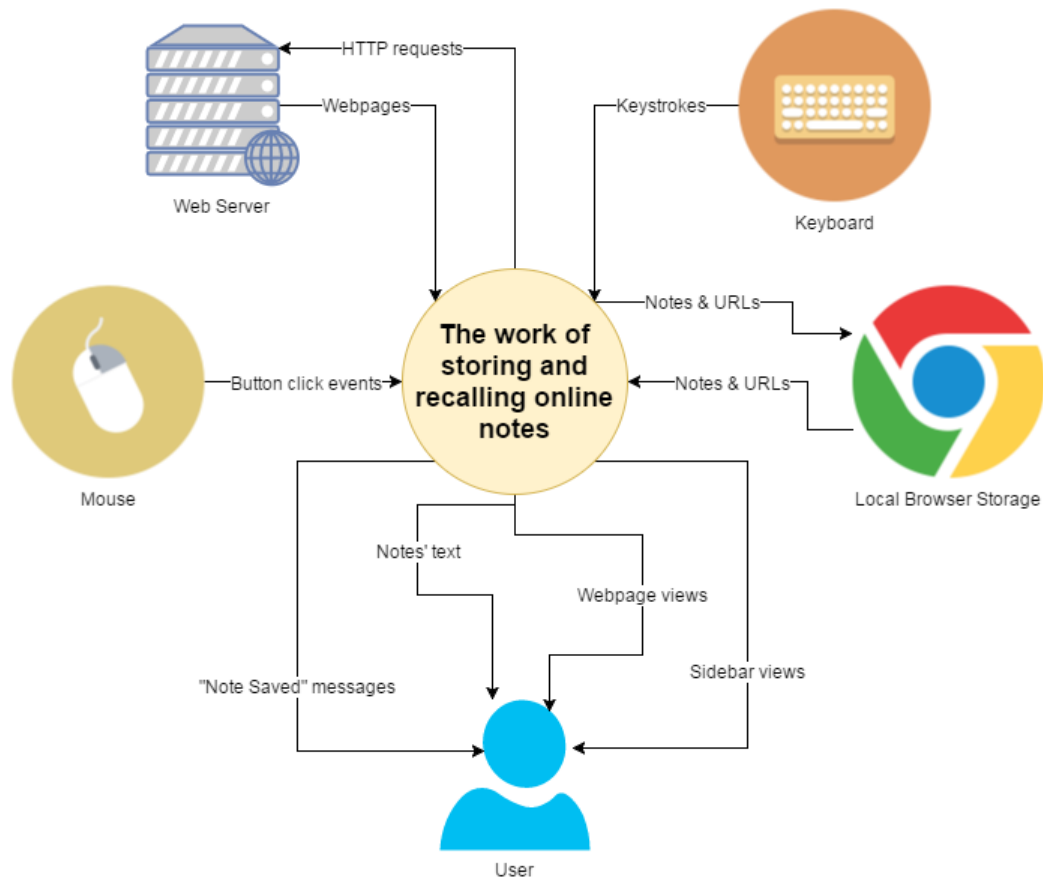 HTTP requests
Webpages
Keystrokes
Web Server
Keyboard
Notes & URLs
The work of
storing and
recalling online
notes
Button click events
Notes & URLs
Mouse
Local Browser Storage
Notes' text
Webpage views
Sidebar views
"Note Saved" messages
User